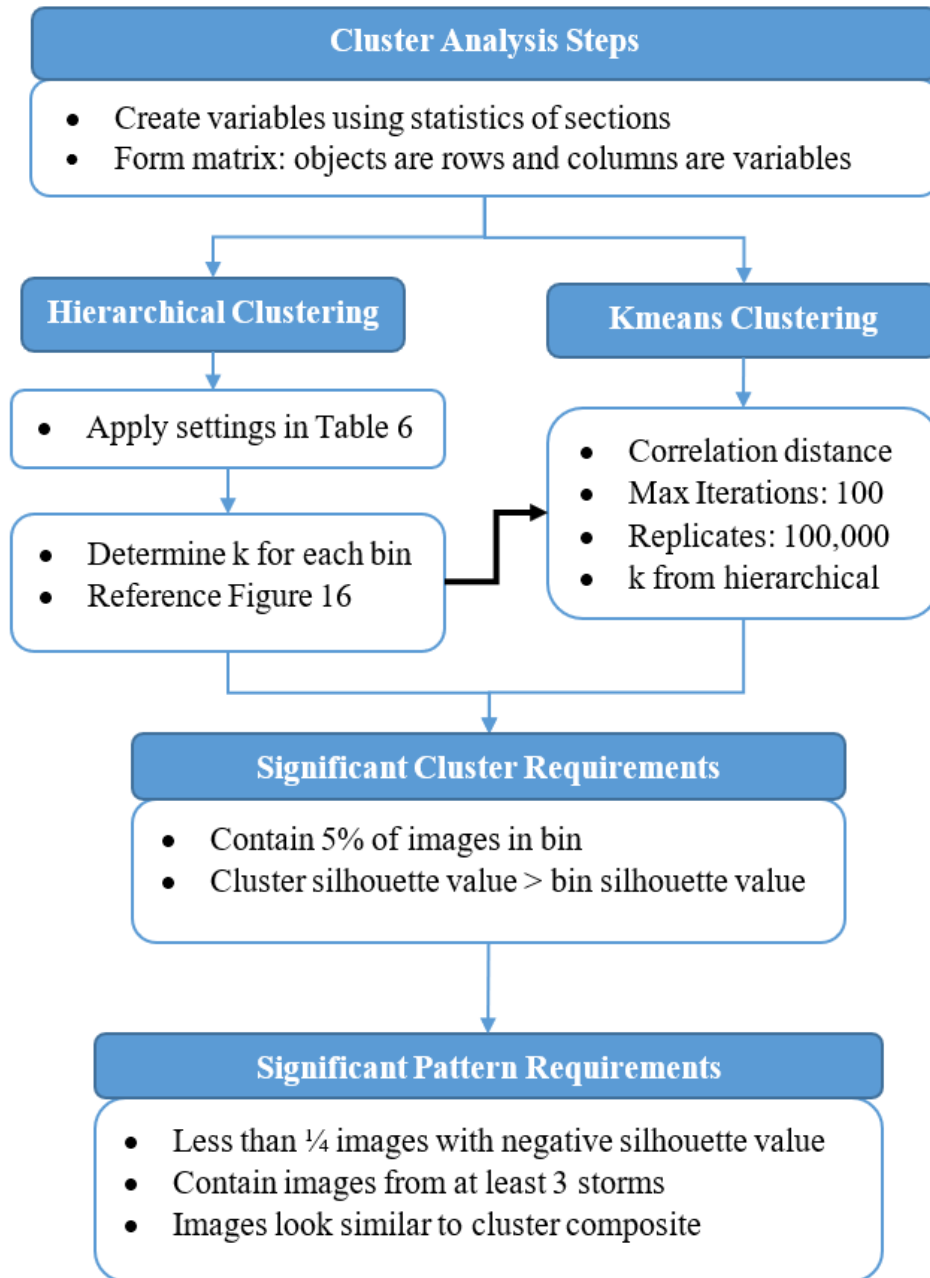 Cluster Analysis Steps
• Create variables using statistics of sections
• Form matrix: objects are rows and columns are variables
Hierarchical Clustering
• Apply settings in Table 6
• Determine k for each bin
• Reference Figure 16
Kmeans Clustering
• Correlation distance
• Max Iterations: 100
• Replicates: 100,000
• k from hierarchical
Significant Cluster Requirements
• Contain 5% of images in bin
• Cluster silhouette value > bin silhouette value
Significant Pattern Requirements
• Less than ¼ images with negative silhouette value
• Contain images from at least 3 storms
• Images look similar to cluster composite